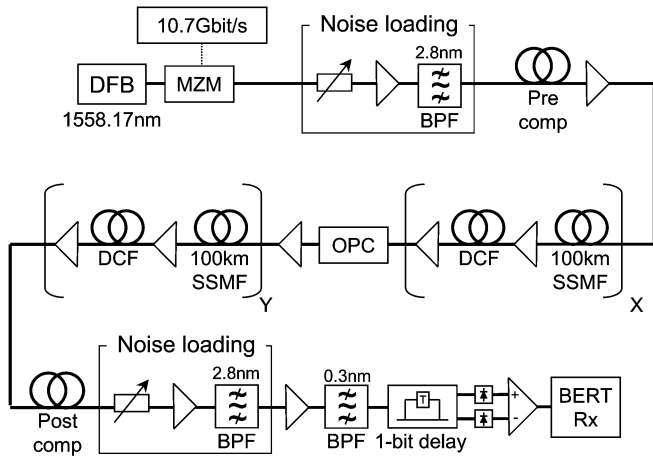 10.7Gbit/s
Noise loading
2.8nm
DFB
MZM
1558.17nm
BPF
Pre
comp
DCF
100km
SSMF
Y
OPC
DCF
100km
SSMF
X
Noise loading
2.8nm
0.3nm
T
+
-
BERT
Rx
Post
comp
BPF
BPF
1-bit delay